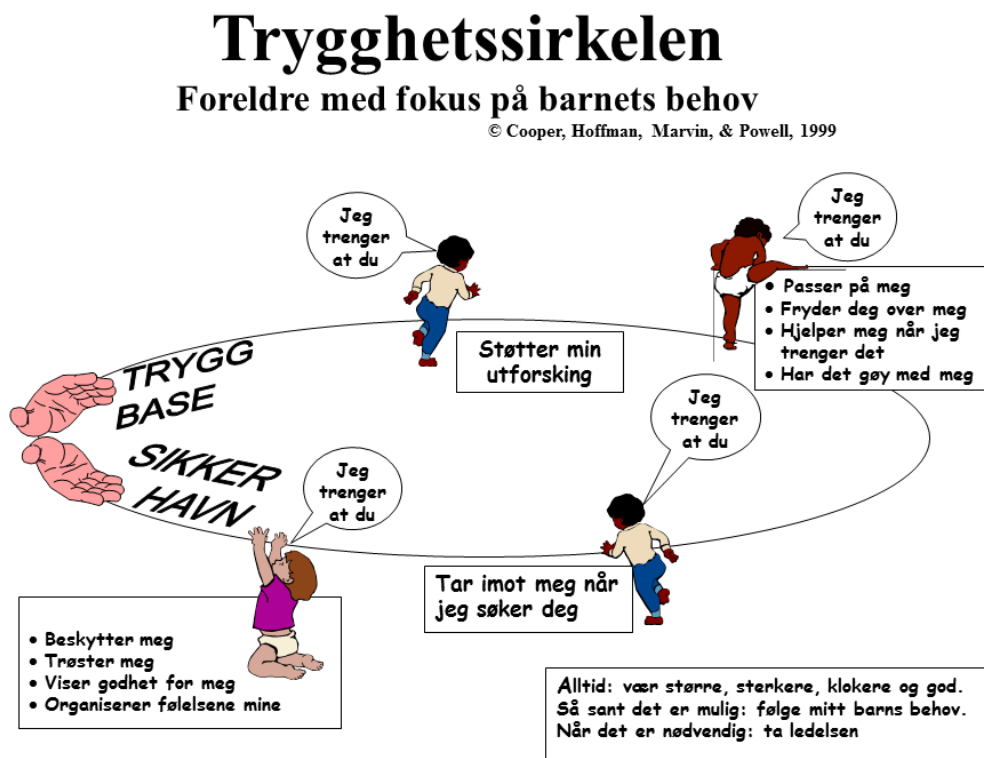 Trygghetssirkelen
Foreldre med fokus på barnets behov
© Cooper, Hoffman, Marvin, & Powell, 1999
Jeg
trenger
at du
Støtter min
utforsking
Jeg
trenger
at du
• Passer på meg
• Fryder deg over meg
• Hjelper meg når jeg
trenger det
• Har det gøy med meg
TRYGG
BASE
SIKKER
HAVN
Jeg
trenger
at du
Tar imot meg når
jeg søker deg
Jeg
trenger
at du
• Beskytter meg
• Trøster meg
• Viser godhet for meg
• Organiserer følelsene mine
Alltid: vær større, sterkere, klokere og god.
Så sant det er mulig: følge mitt barns behov.
Når det er nødvendig: ta ledelsen